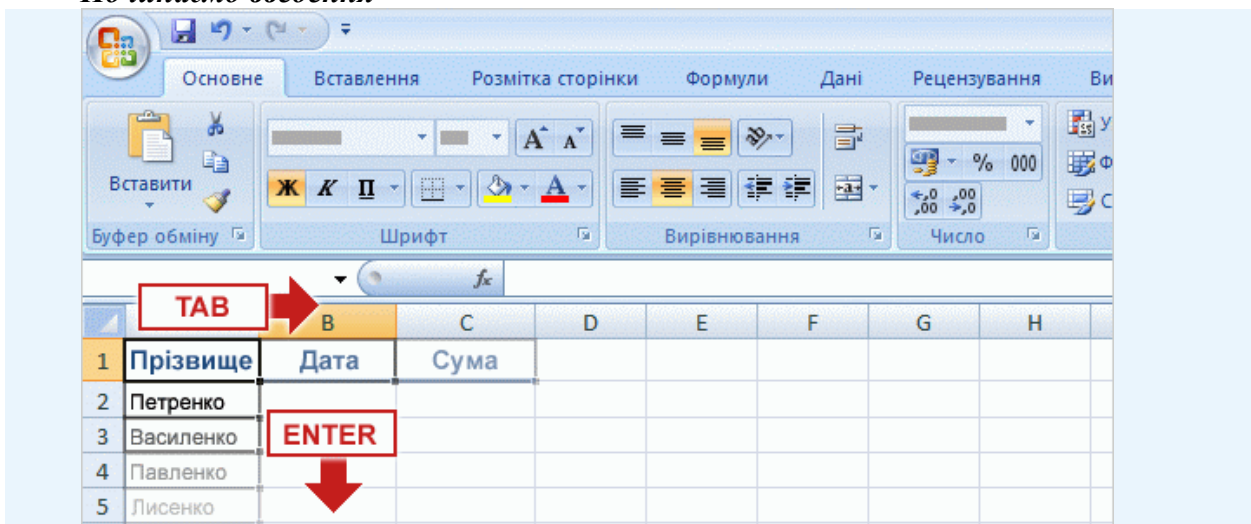 Основне Вставлення Розмітка сторінки Формули Дані Рецензування Ви
Ж К П А А А % 000
Вставити
Буфер обміну Шрифт Вирівнювання Число
fx
TAB
B C D E F G H
1 Прізвище Дата Сума
2 Петренко
3 Василенко ENTER
4 Павленко
5 Лисенко